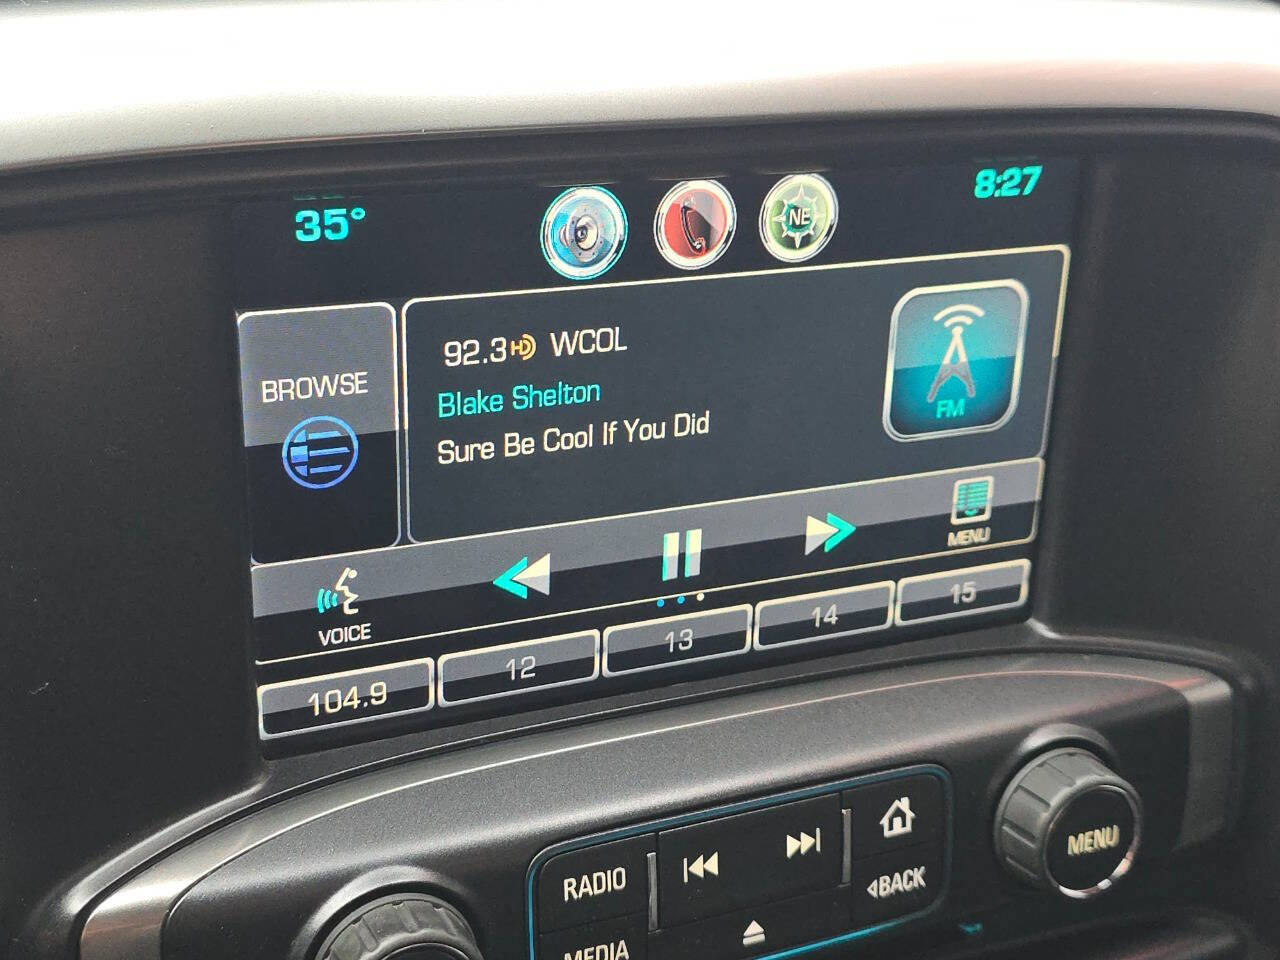 35°
NE
8:27
BROWSE
92.3 HD WCOL
Blake Shelton
Sure Be Cool If You Did
FM
VOICE
MENU
104.9
12
13
14
15
RADIO
MEDIA
BACK
MENU